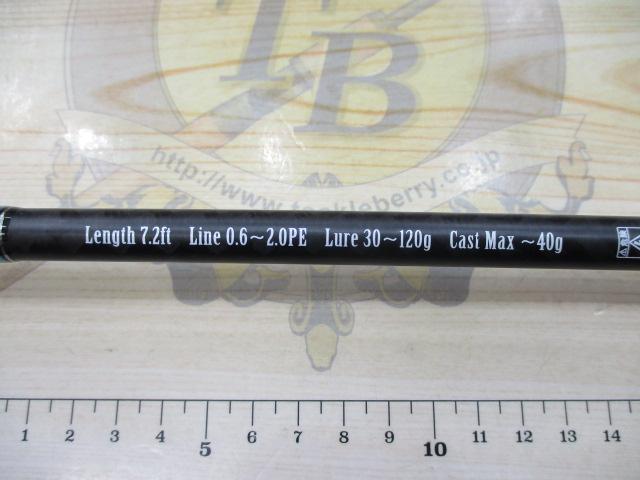 TB
http://www.tackleberry.co.jp
Length 7.2ft Line 0.6～2.0PE Lure 30～120g Cast Max ～40g
1 2 3 4 5 6 7 8 9 10 11 12 13 14